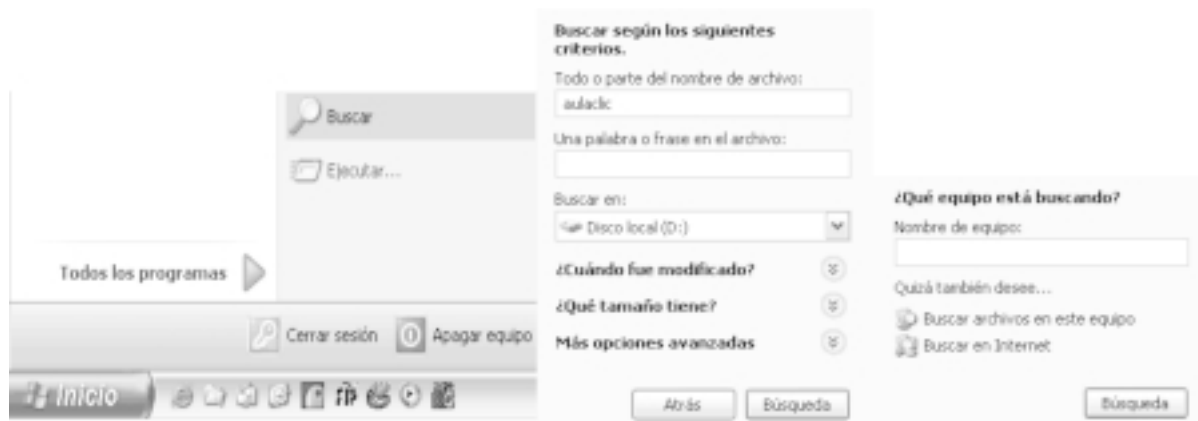 Buscar
Ejecutar...
Todos los programas
Cerrar sesión
Apagar equipo
Inicio
Buscar según los siguientes
criterios.
Todo o parte del nombre de archivo:
aulaclic
Una palabra o frase en el archivo:
Buscar en:
Disco local (D:)
¿Cuándo fue modificado?
¿Qué tamaño tiene?
Más opciones avanzadas
Atrás
Búsqueda
¿Qué equipo está buscando?
Nombre de equipo:
Quizá también desee...
Buscar archivos en este equipo
Buscar en Internet
Búsqueda